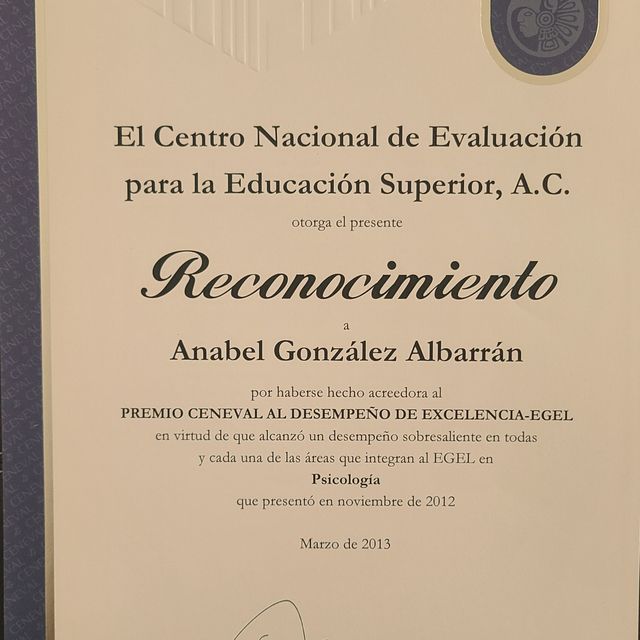 El Centro Nacional de Evaluación
para la Educación Superior, A.C.
otorga el presente
Reconocimiento
a
Anabel González Albarrán
por haberse hecho acreedora al
PREMIO CENEVAL AL DESEMPEÑO DE EXCELENCIA-EGEL
en virtud de que alcanzó un desempeño sobresaliente en todas
y cada una de las áreas que integran al EGEL en
Psicología
que presentó en noviembre de 2012
Marzo de 2013